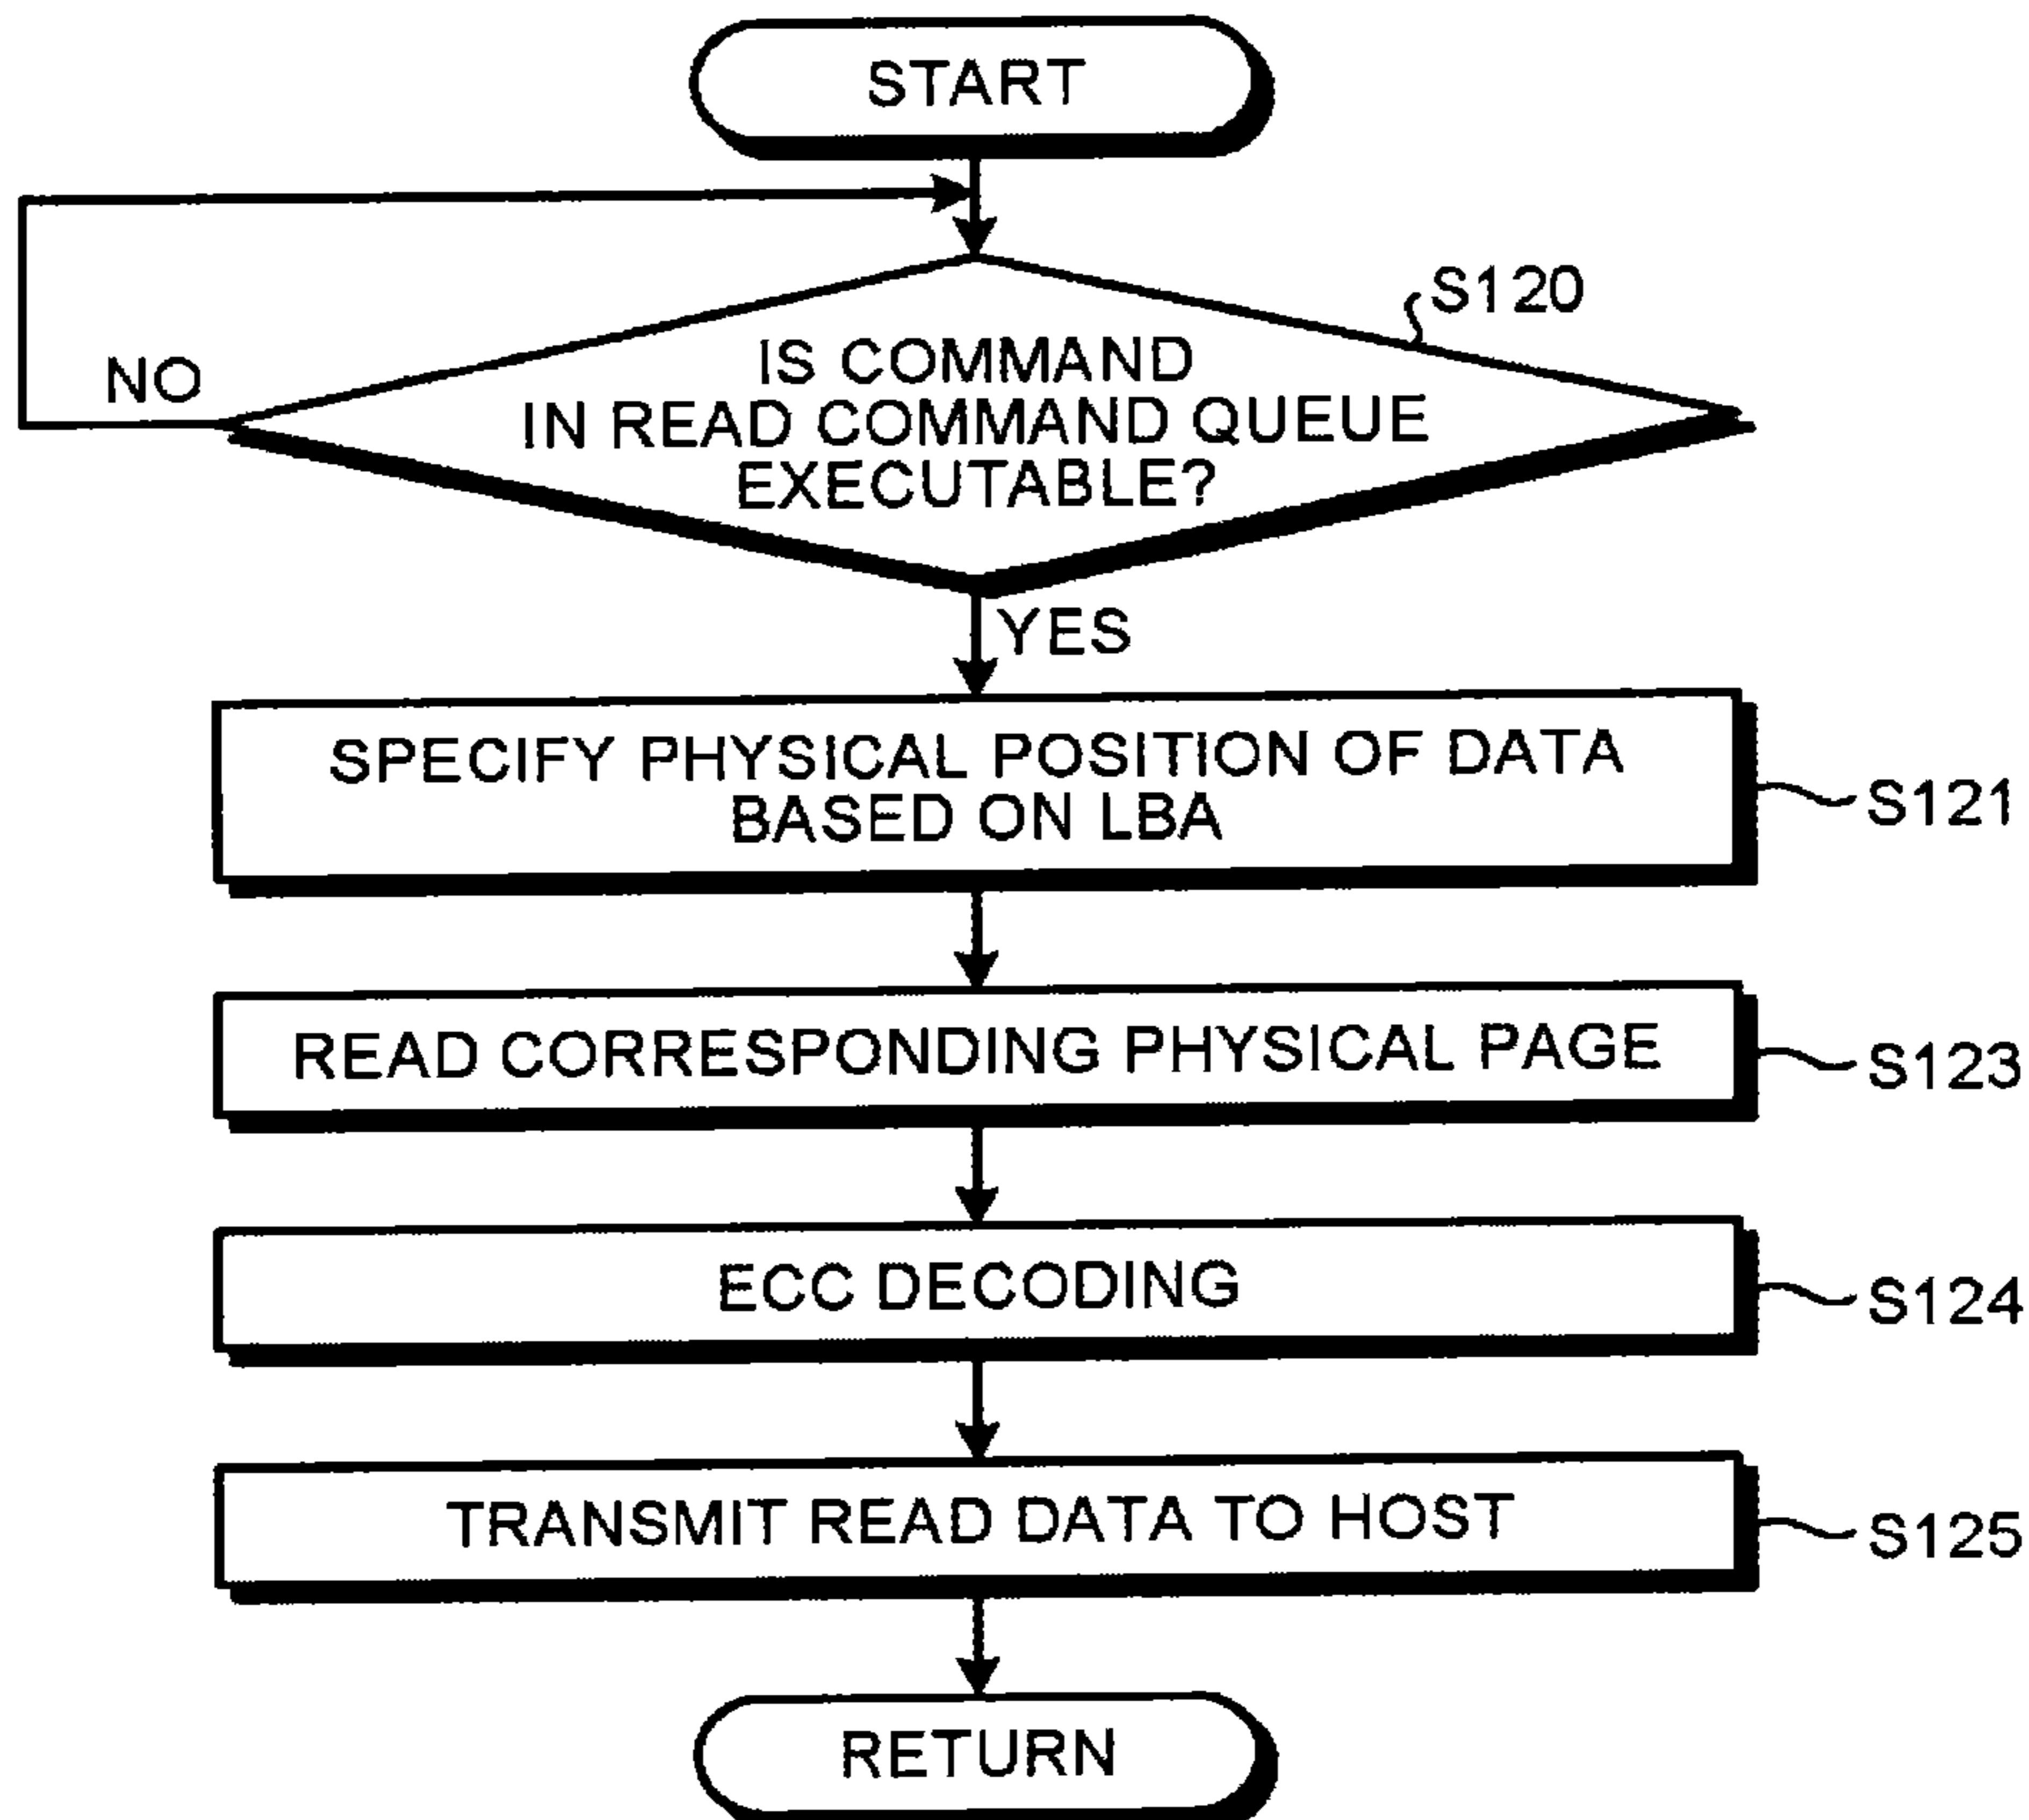 START
S120
NO
IS COMMAND
IN READ COMMAND QUEUE
EXECUTABLE?
YES
SPECIFY PHYSICAL POSITION OF DATA
BASED ON LBA
S121
READ CORRESPONDING PHYSICAL PAGE
S123
ECC DECODING
S124
TRANSMIT READ DATA TO HOST
S125
RETURN